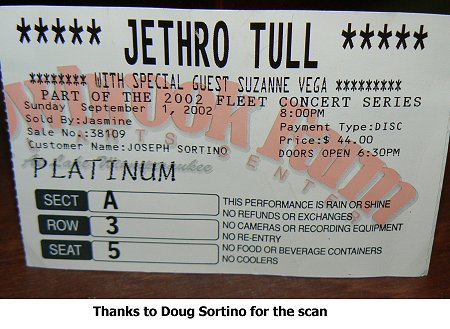 ***** JETHRO TULL *****
******** WITH SPECIAL GUEST SUZANNE VEGA *********
PART OF THE 2002 FLEET CONCERT SERIES
Sunday September 1, 2002 8:00PM
Sold By:Jasmine Payment Type:DISC
Sale No.:38109 Price:$ 44.00
Customer Name:JOSEPH SORTINO DOORS OPEN 6:30PM
PLATINUM
SECT A
ROW 3
SEAT 5
THIS PERFORMANCE IS RAIN OR SHINE
NO REFUNDS OR EXCHANGES
NO CAMERAS OR RECORDING EQUIPMENT
NO RE-ENTRY
NO FOOD OR BEVERAGE CONTAINERS
NO COOLERS
Thanks to Doug Sortino for the scan